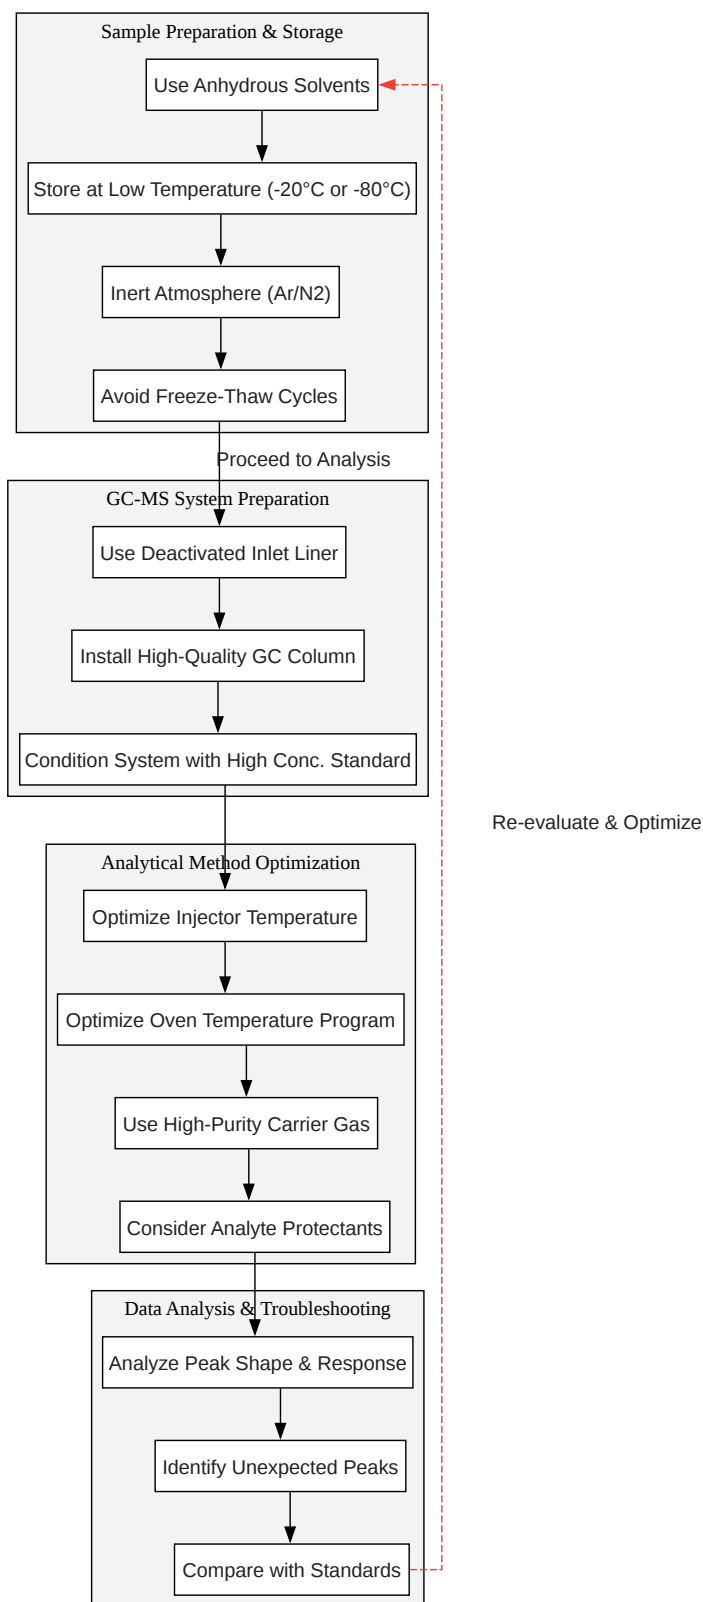 Sample Preparation & Storage
Use Anhydrous Solvents
Store at Low Temperature (-20°C or -80°C)
Inert Atmosphere (Ar/N2)
Avoid Freeze-Thaw Cycles
Proceed to Analysis
GC-MS System Preparation
Use Deactivated Inlet Liner
Install High-Quality GC Column
Condition System with High Conc. Standard
Re-evaluate & Optimize
Analytical Method Optimization
Optimize Injector Temperature
Optimize Oven Temperature Program
Use High-Purity Carrier Gas
Consider Analyte Protectants
Data Analysis & Troubleshooting
Analyze Peak Shape & Response
Identify Unexpected Peaks
Compare with Standards